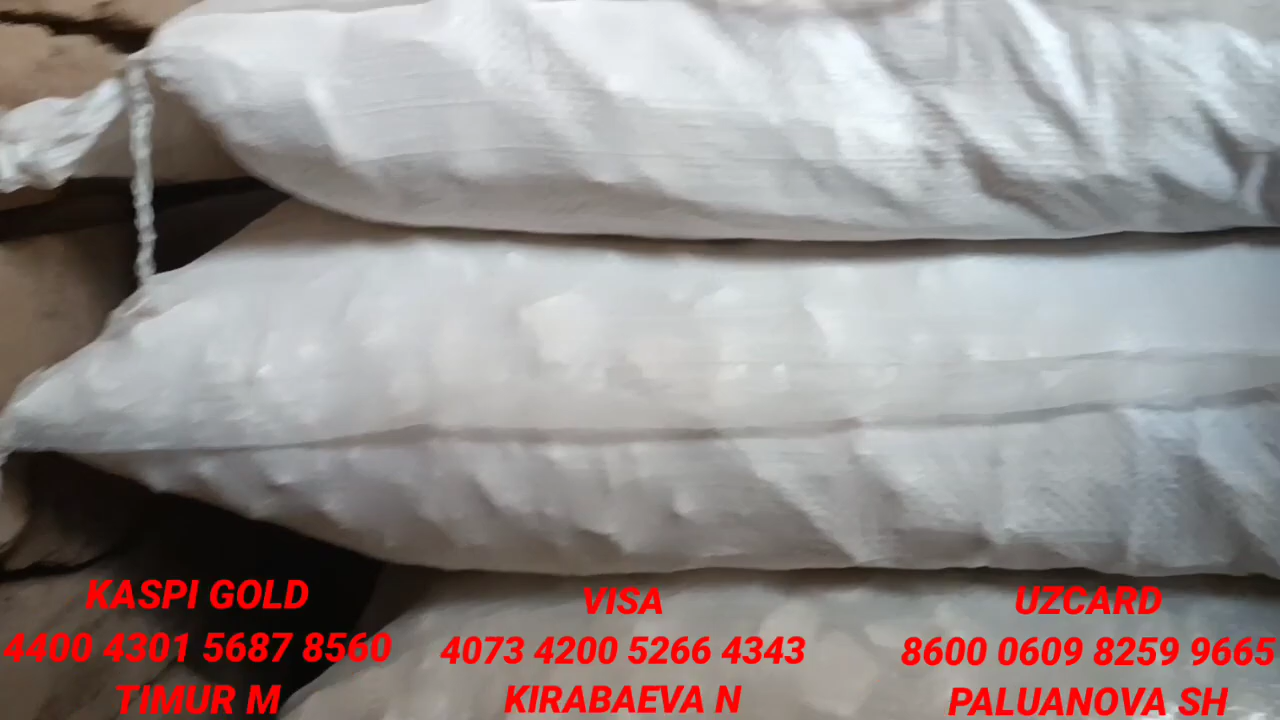 KASPI GOLD
4400 4301 5687 8560
TIMUR M
VISA
4073 4200 5266 4343
KIRABAEVA N
UZCARD
8600 0609 8259 9665
PALUANOVA SH